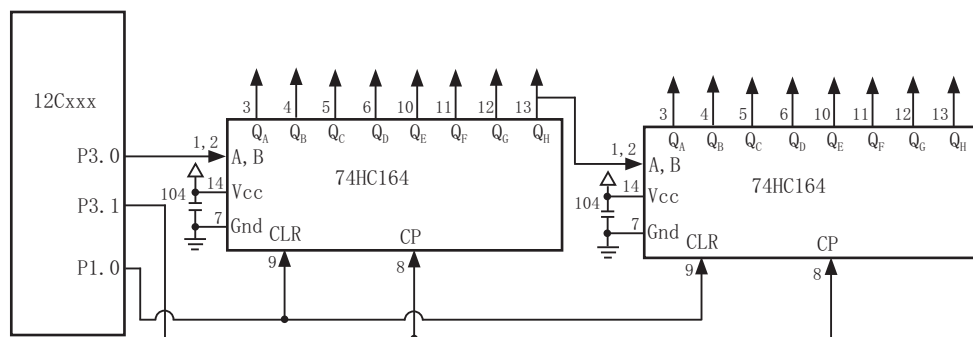 12Cxxx
P3.0
P3.1
P1.0
3 4 5 6 10 11 12 13
QA QB QC QD QE QF QG QH
1,2
A,B
74HC164
14
Vcc
104
7
Gnd
CLR
CP
9
8
3 4 5 6 10 11 12 13
QA QB QC QD QE QF QG QH
1,2
A,B
74HC164
14
Vcc
104
7
Gnd
CLR
CP
9
8